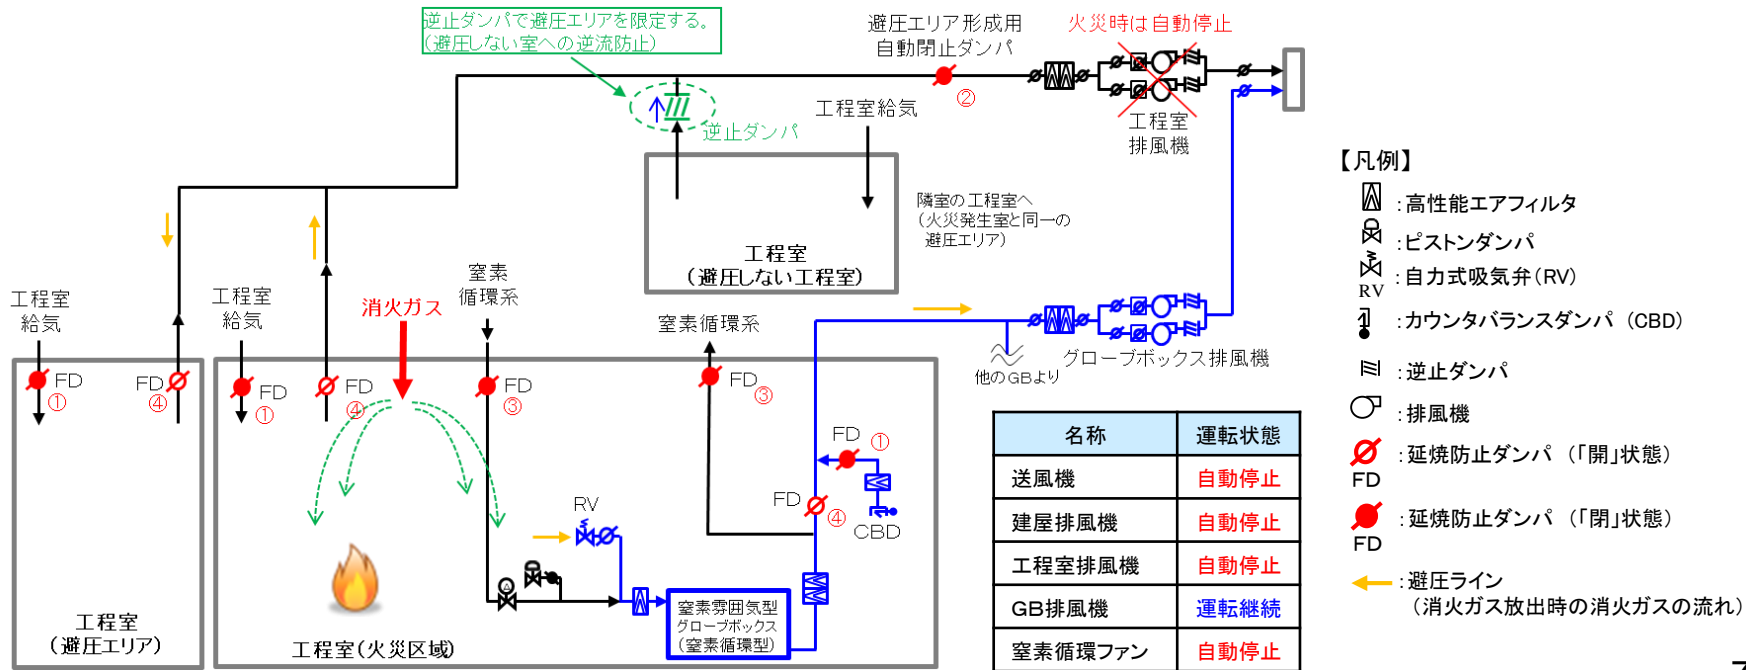 逆止ダンパで避圧エリアを限定する。
(避圧しない室への逆流防止)
避圧エリア形成用
自動閉止ダンパ
②
火災時は自動停止
工程室
排風機
逆止ダンパ
工程室給気
工程室
(避圧しない工程室)
隣室の工程室へ
(火災発生室と同一の
避圧エリア)
工程室
給気
FD
①
FD
④
工程室
(避圧エリア)
工程室
給気
FD
①
FD
④
消火ガス
窒素
循環系
FD
③
窒素循環系
FD
③
他のGBより
グローブボックス排風機
FD
①
FD
④
CBD
RV
A
窒素雰囲気型
グローブボックス
(窒素循環型)
工程室(火災区域)
名称 運転状態
送風機 自動停止
建屋排風機 自動停止
工程室排風機 自動停止
GB排風機 運転継続
窒素循環ファン 自動停止
【凡例】
:高性能エアフィルタ
:ピストンダンパ
RV :自力式吸気弁(RV)
:カウンタバランスダンパ (CBD)
:逆止ダンパ
:排風機
FD :延焼防止ダンパ (「開」状態)
FD :延焼防止ダンパ (「閉」状態)
:避圧ライン
(消火ガス放出時の消火ガスの流れ)